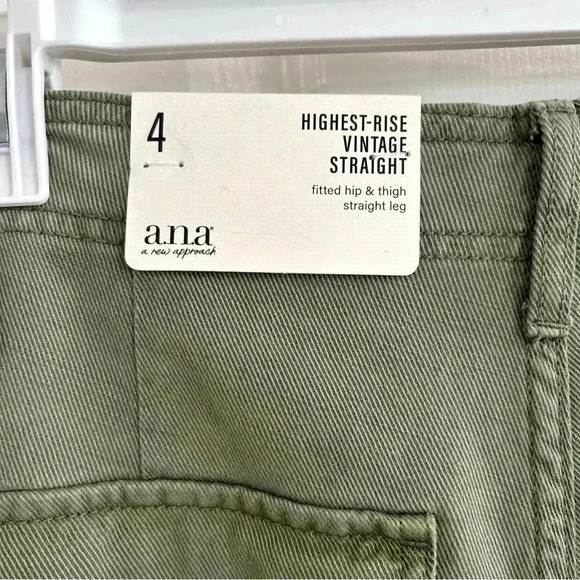 4
HIGHEST-RISE
VINTAGE
STRAIGHT
fitted hip & thigh
straight leg
a.n.a®
a new approach